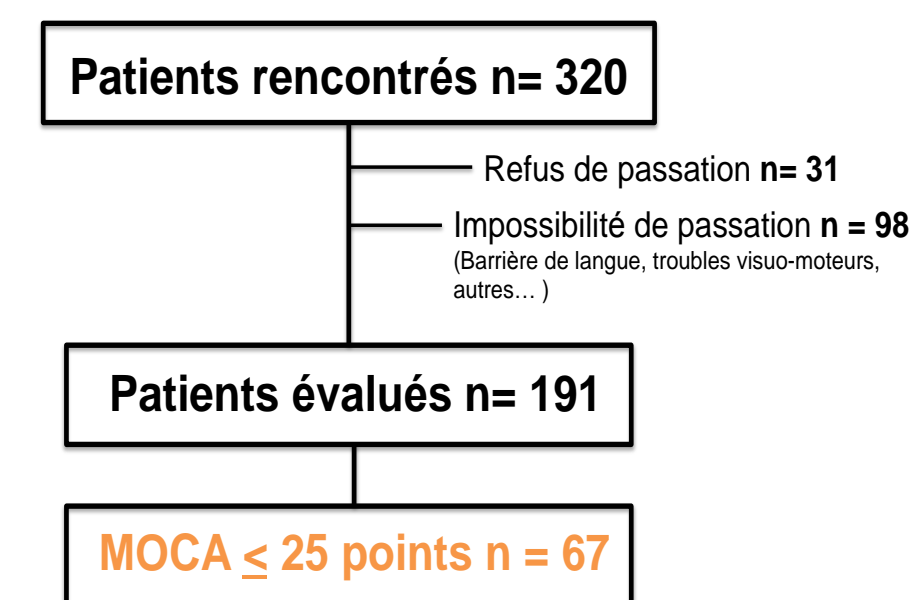 Patients rencontrés n= 320
Refus de passation n= 31
Impossibilité de passation n = 98
(Barrière de langue, troubles visuo-moteurs,
autres… )
Patients évalués n= 191
MOCA ≤ 25 points n = 67